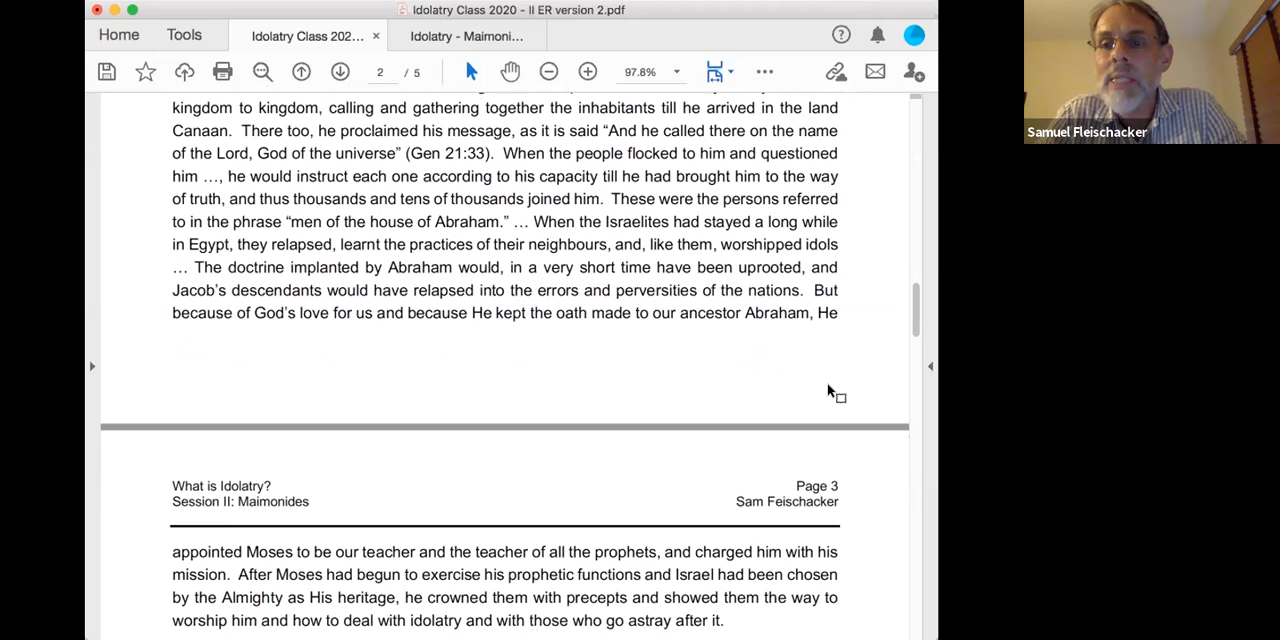 Idolatry Class 2020 - II ER version 2.pdf
Home
Tools
Idolatry Class 202...
×
Idolatry - Maimoni...
2 / 5
97.8%
Samuel Fleischacker
kingdom to kingdom, calling and gathering together the inhabitants till he arrived in the land
Canaan. There too, he proclaimed his message, as it is said “And he called there on the name
of the Lord, God of the universe” (Gen 21:33). When the people flocked to him and questioned
him …, he would instruct each one according to his capacity till he had brought him to the way
of truth, and thus thousands and tens of thousands joined him. These were the persons referred
to in the phrase “men of the house of Abraham.” … When the Israelites had stayed a long while
in Egypt, they relapsed, learnt the practices of their neighbours, and, like them, worshipped idols
… The doctrine implanted by Abraham would, in a very short time have been uprooted, and
Jacob’s descendants would have relapsed into the errors and perversities of the nations. But
because of God’s love for us and because He kept the oath made to our ancestor Abraham, He
What is Idolatry?
Page 3
Session II: Maimonides
Sam Feischacker
appointed Moses to be our teacher and the teacher of all the prophets, and charged him with his
mission. After Moses had begun to exercise his prophetic functions and Israel had been chosen
by the Almighty as His heritage, he crowned them with precepts and showed them the way to
worship him and how to deal with idolatry and with those who go astray after it.